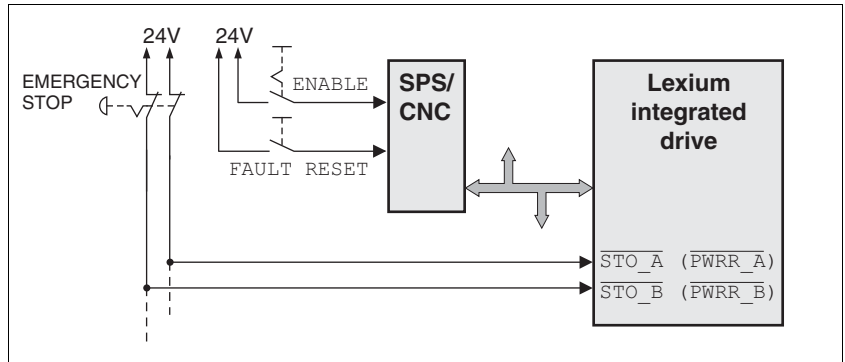 24V
24V
EMERGENCY
STOP
ENABLE
FAULT RESET
SPS/
CNC
Lexium
integrated
drive
STO_A (PWRR_A)
STO_B (PWRR_B)